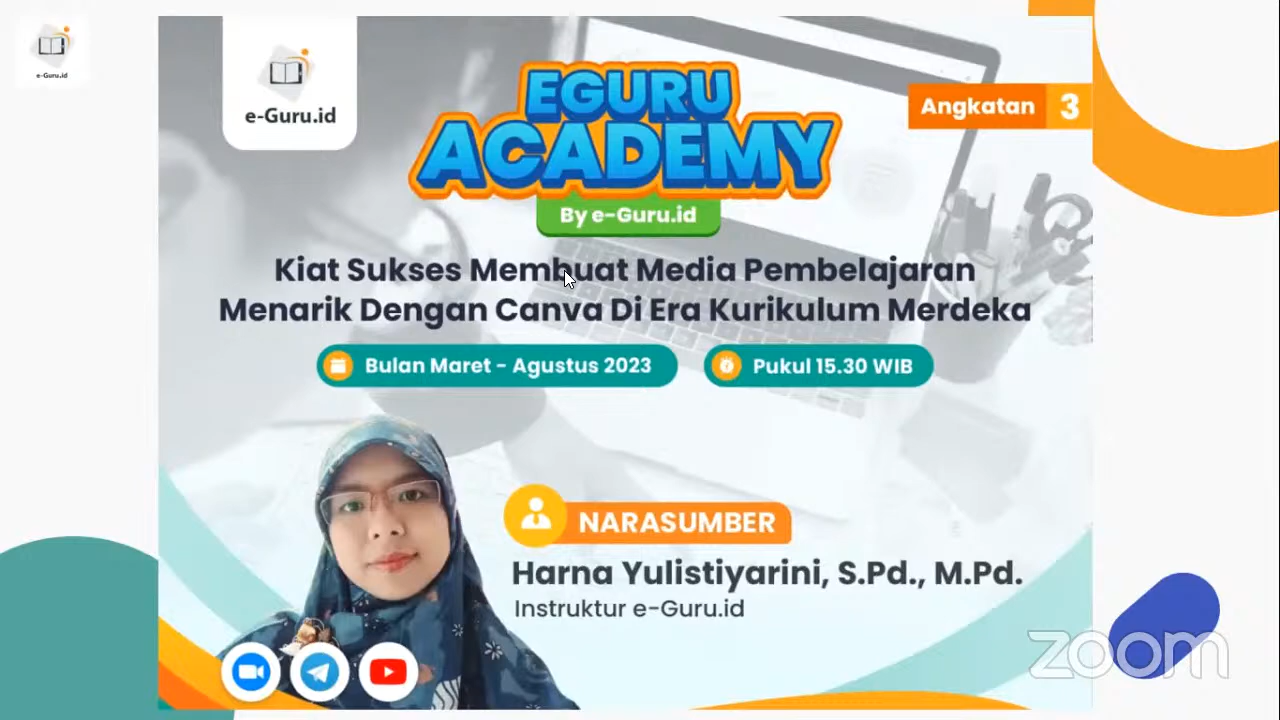 e-Guru.id
e-Guru.id
EGURU
ACADEMY
By e-Guru.id
Angkatan 3
Kiat Sukses Membuat Media Pembelajaran
Menarik Dengan Canva Di Era Kurikulum Merdeka
Bulan Maret - Agustus 2023
Pukul 15.30 WIB
NARASUMBER
Harna Yulistiyarini, S.Pd., M.Pd.
Instruktur e-Guru.id
zoom